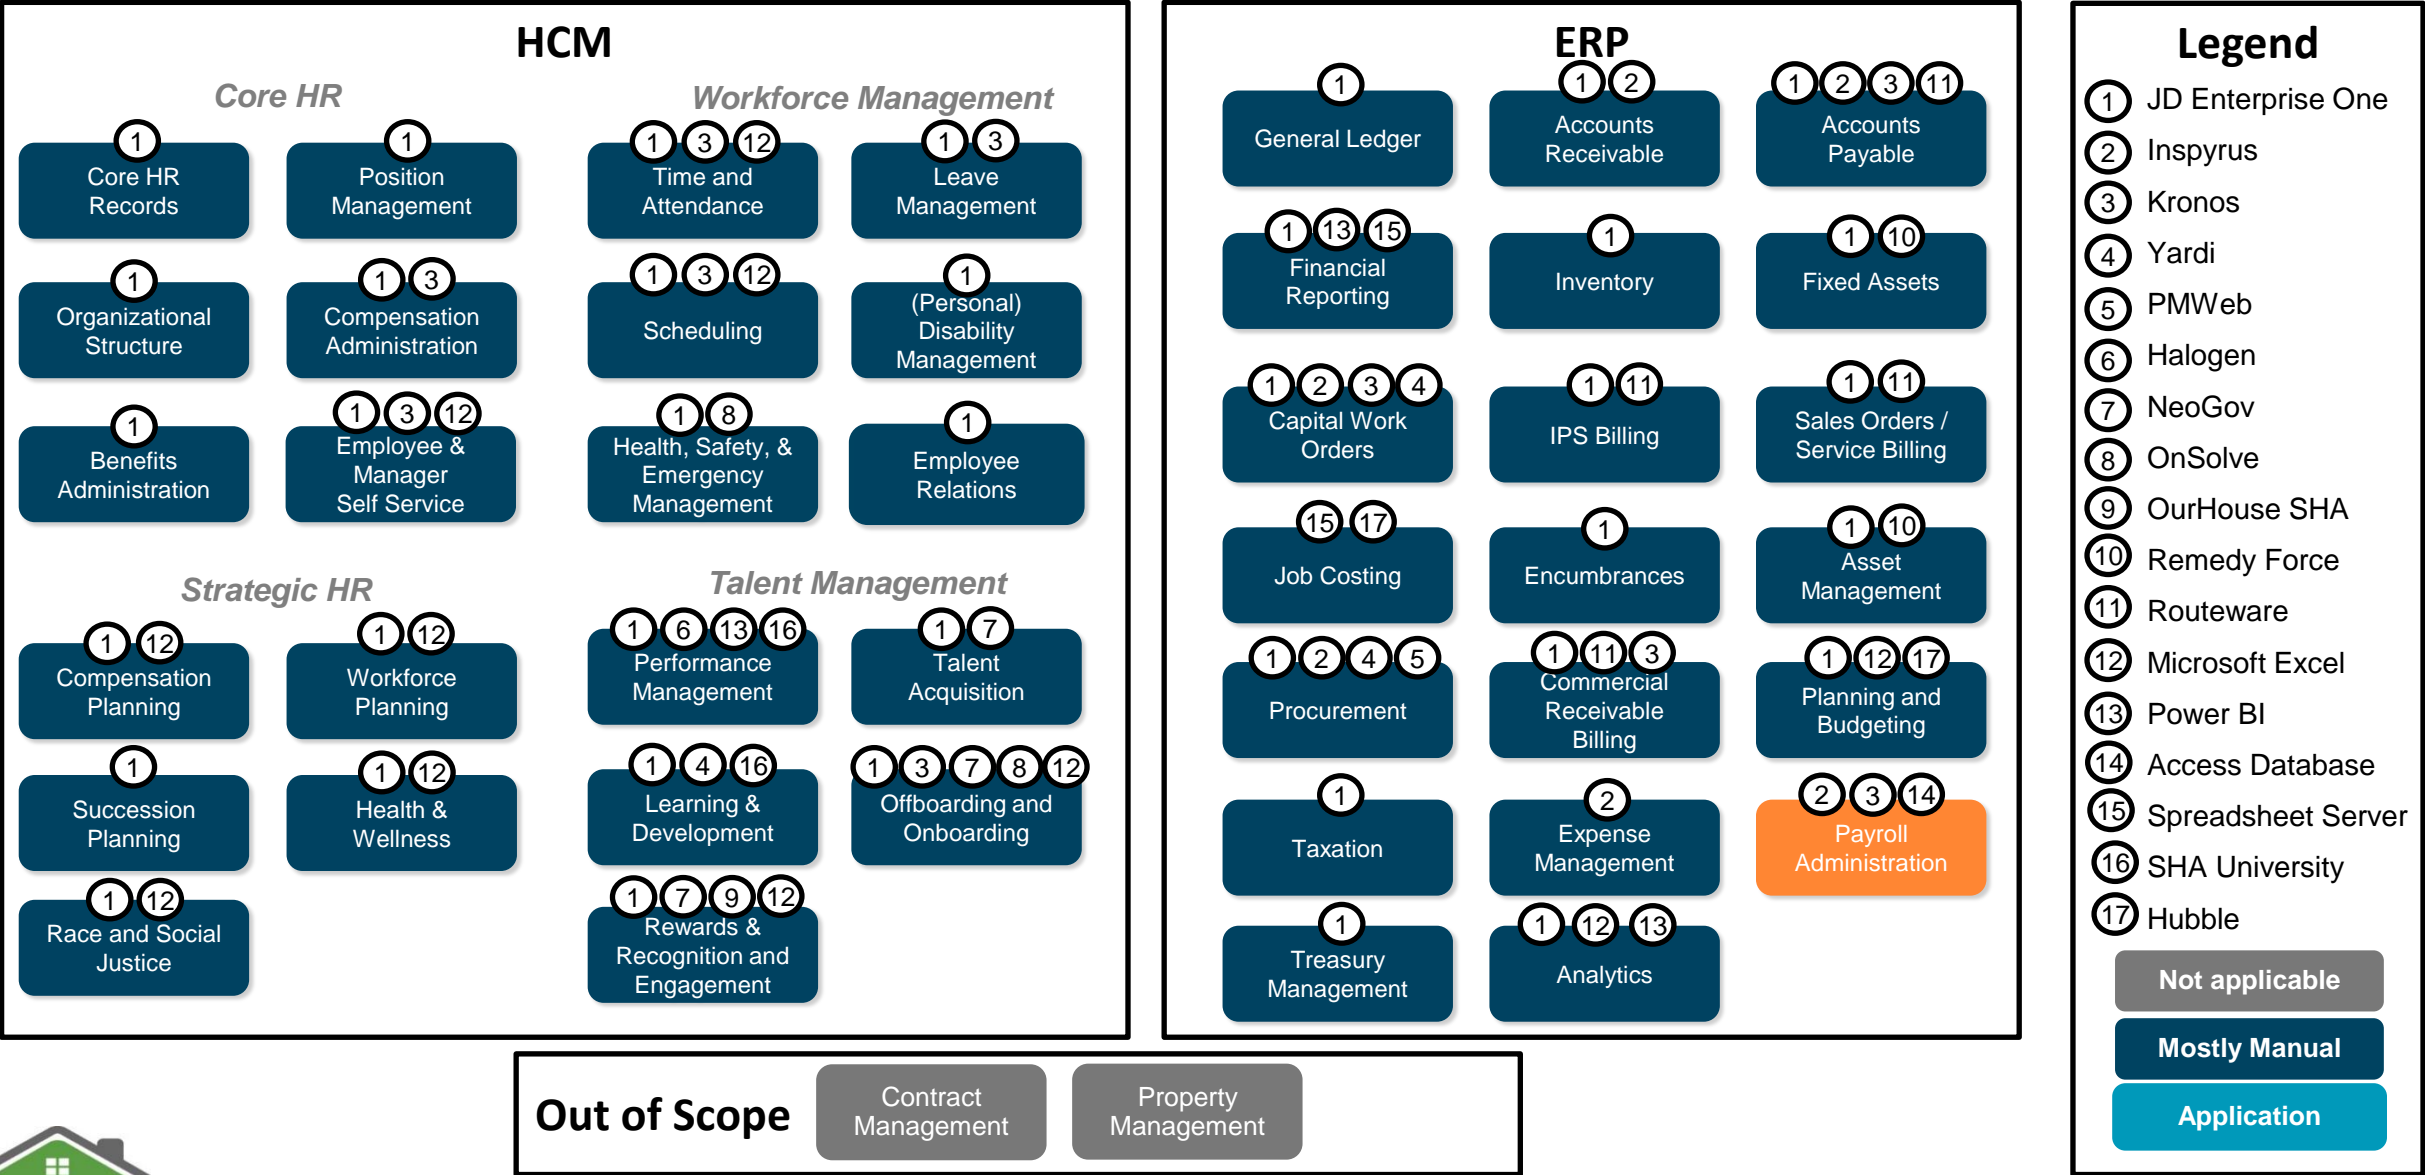 HCM
Core HR
1
Core HR
Records
1
Position
Management
1
Organizational
Structure
1 3
Compensation
Administration
1
Benefits
Administration
1 3 12
Employee &
Manager
Self Service
Workforce Management
1 3 12
Time and
Attendance
1 3
Leave
Management
1 3 12
Scheduling
1
(Personal)
Disability
Management
1 8
Health, Safety, &
Emergency
Management
1
Employee
Relations
Strategic HR
1 12
Compensation
Planning
1 12
Workforce
Planning
1
Succession
Planning
1 12
Health &
Wellness
1 12
Race and Social
Justice
Talent Management
1 6 13 16
Performance
Management
1 7
Talent
Acquisition
1 4 16
Learning &
Development
1 3 7 8 12
Offboarding and
Onboarding
1 7 9 12
Rewards &
Recognition and
Engagement
ERP
1
General Ledger
1 2
Accounts
Receivable
1 2 3 11
Accounts
Payable
1 13 15
Financial
Reporting
1
Inventory
1 10
Fixed Assets
1 2 3 4
Capital Work
Orders
1 11
IPS Billing
1 11
Sales Orders /
Service Billing
15 17
Job Costing
1
Encumbrances
1 10
Asset
Management
1 2 4 5
Procurement
1 11 3
Commercial
Receivable
Billing
1 12 17
Planning and
Budgeting
1
Taxation
2
Expense
Management
2 3 14
Payroll
Administration
1
Treasury
Management
1 12 13
Analytics
Legend
1 JD Enterprise One
2 Inspyrus
3 Kronos
4 Yardi
5 PMWeb
6 Halogen
7 NeoGov
8 OnSolve
9 OurHouse SHA
10 Remedy Force
11 Routeware
12 Microsoft Excel
13 Power BI
14 Access Database
15 Spreadsheet Server
16 SHA University
17 Hubble
Not applicable
Mostly Manual
Application
Out of Scope
Contract
Management
Property
Management